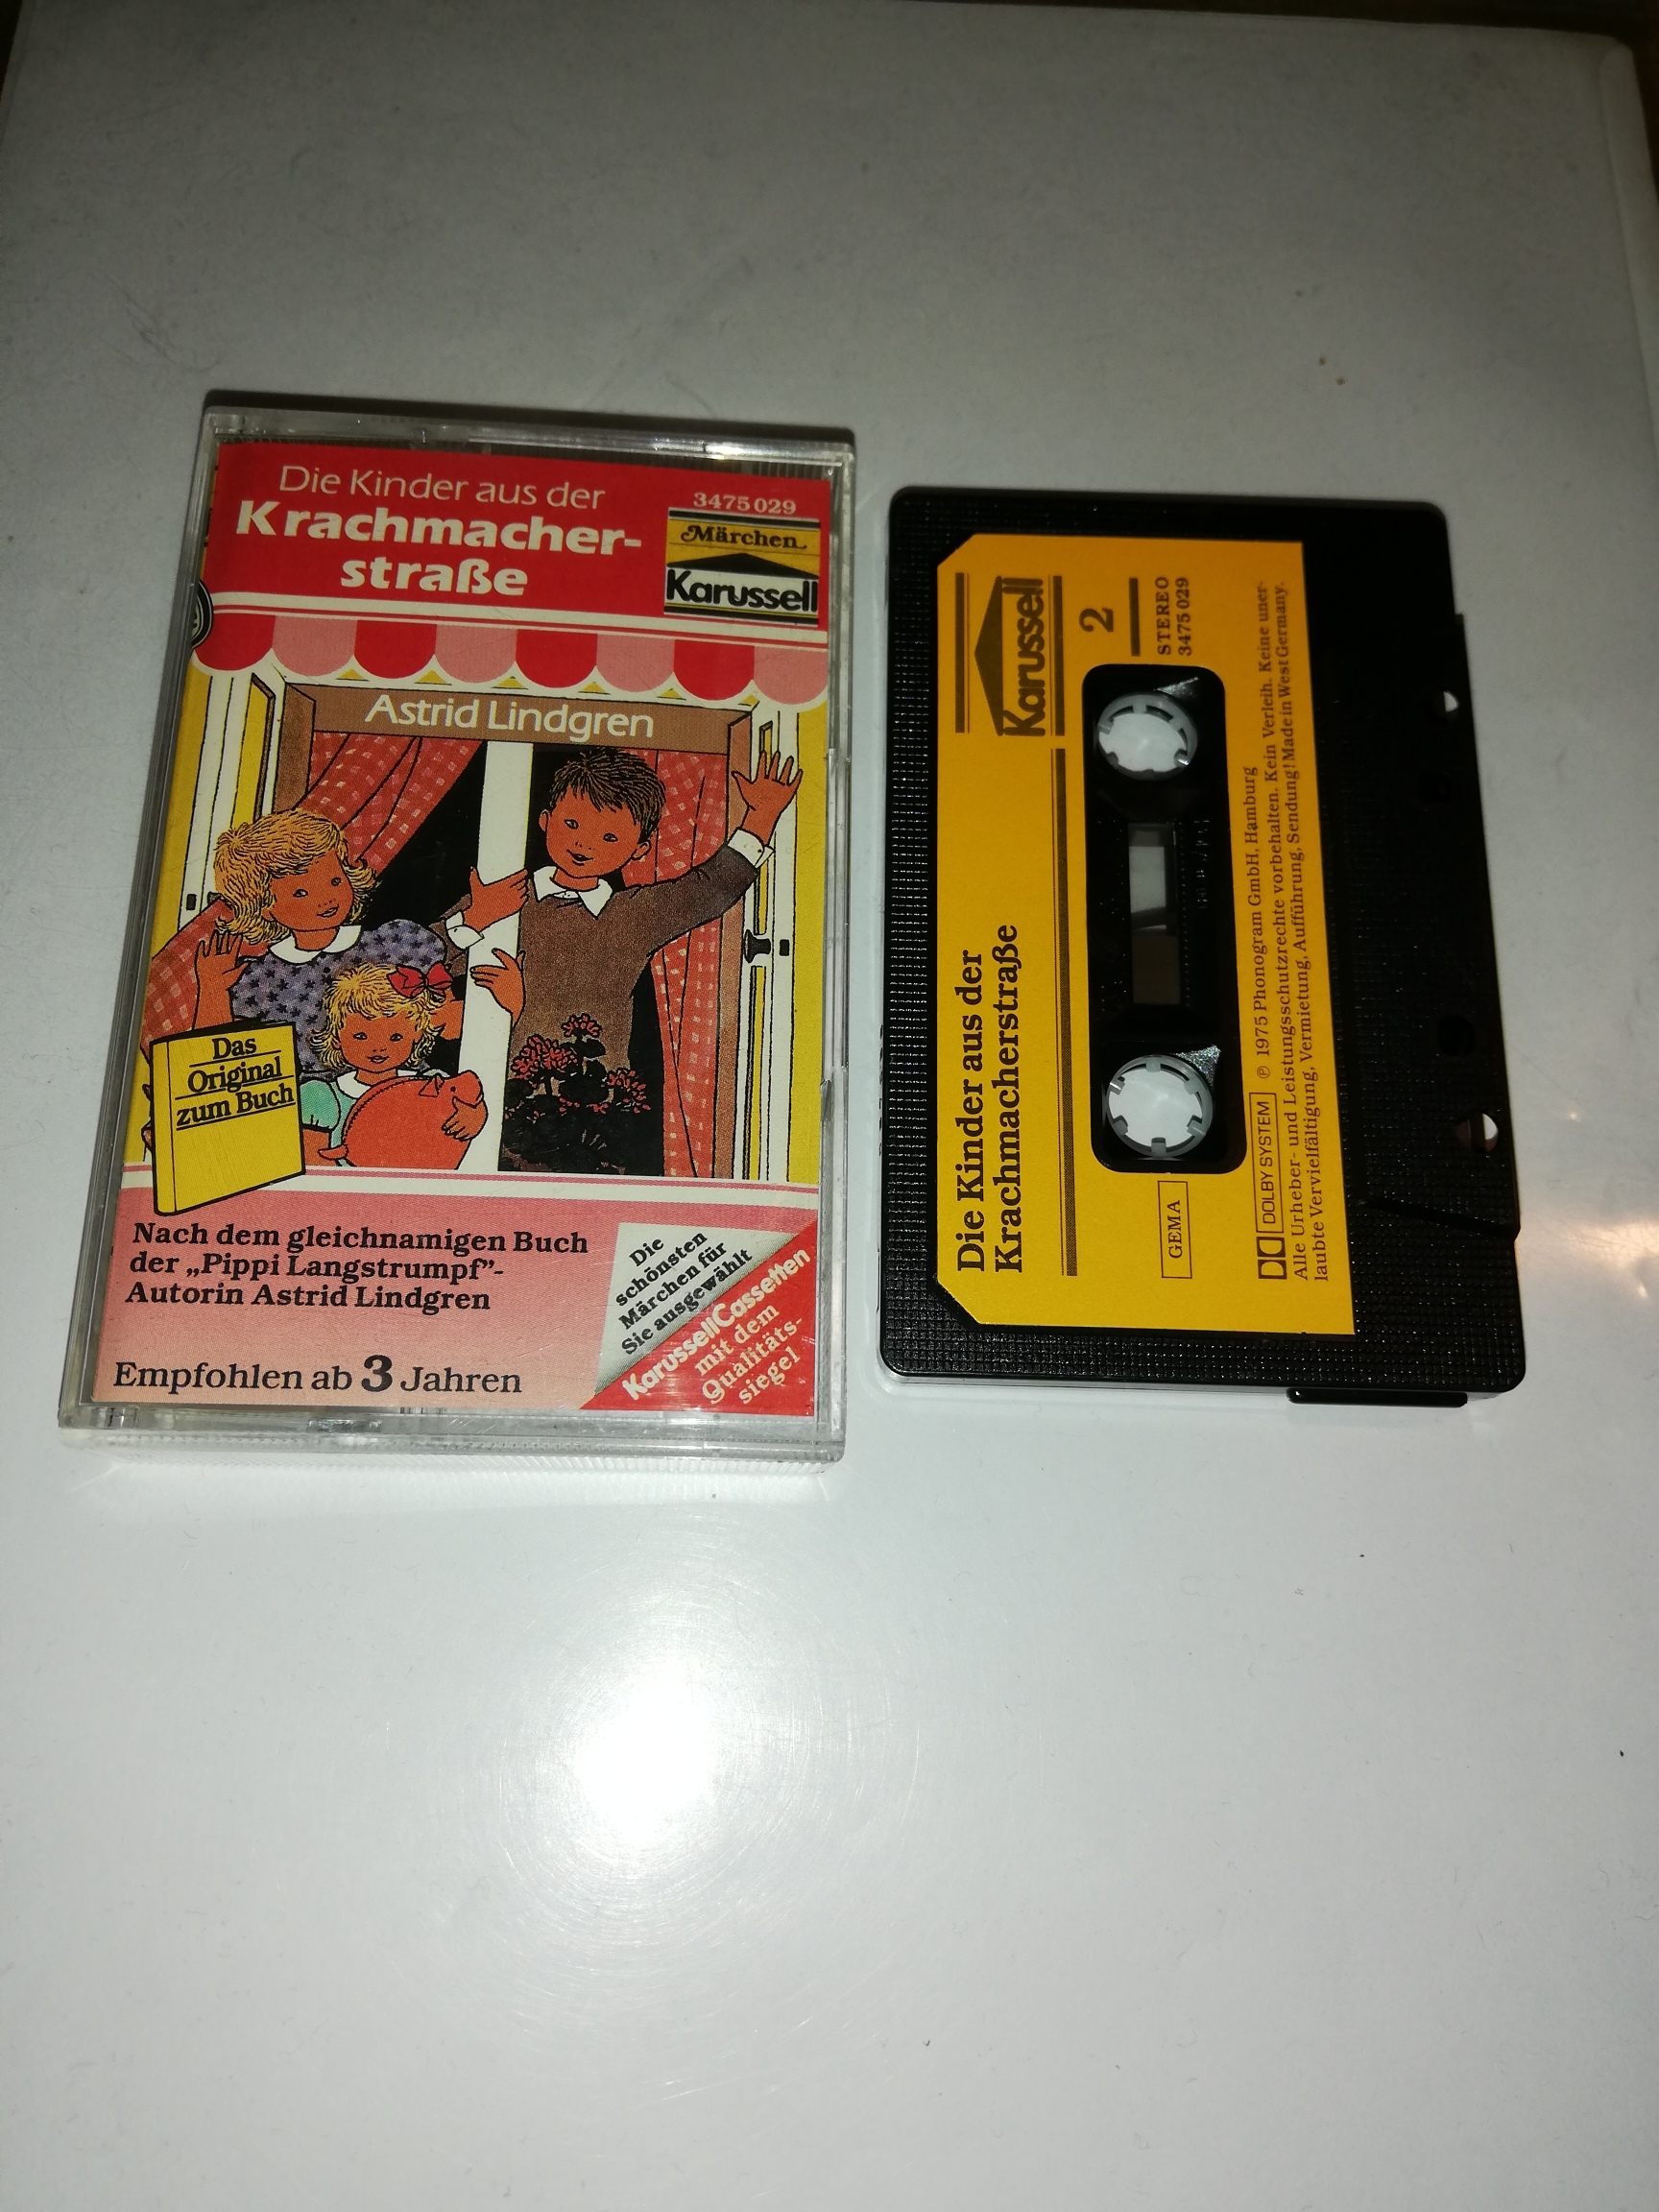 Die Kinder aus der
Krachmacher-
straße
3475 029
Märchen
Karussell
Astrid Lindgren
Das
Original
zum Buch
Nach dem gleichnamigen Buch
der „Pippi Langstrumpf”-
Autorin Astrid Lindgren
Empfohlen ab 3 Jahren
Die
schönsten
Märchen für
Sie ausgewählt
Karussell Cassetten
mit dem
Qualitäts-
siegel
Die Kinder aus der
Krachmacherstraße
Karussell
2
STEREO
3475 029
GEMA
DOLBY SYSTEM ℗ 1975 Phonogram GmbH, Hamburg
Alle Urheber- und Leistungsschutzrechte vorbehalten. Kein Verleih. Keine uner-
laubte Vervielfältigung, Vermietung, Aufführung, Sendung! Made in West Germany.